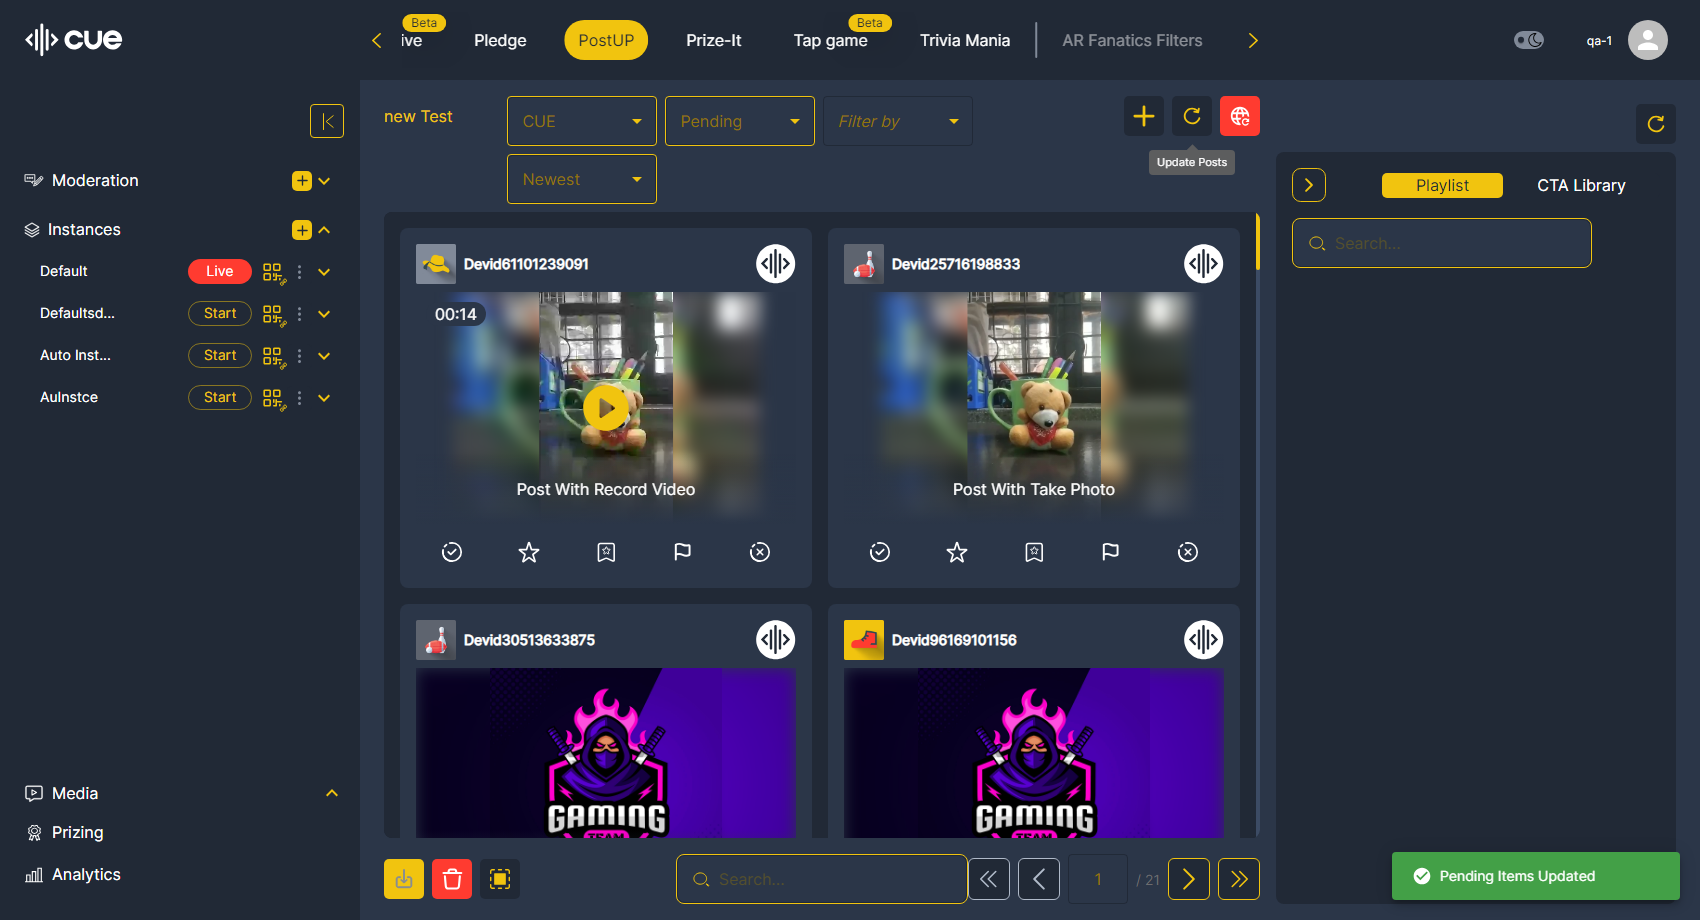 cue
Beta
ive
Pledge
PostUP
Prize-It
Beta
Tap game
Trivia Mania
AR Fanatics Filters
qa-1
new Test
CUE
Pending
Filter by
Newest
Update Posts
Moderation
Instances
Default
Live
Defaultsd...
Start
Auto Inst...
Start
AuInstce
Start
Media
Prizing
Analytics
Devid61101239091
00:14
Post With Record Video
Devid25716198833
Post With Take Photo
Devid30513633875
GAMING
TEAM
Devid96169101156
GAMING
TEAM
Search...
1
/ 21
Playlist
CTA Library
Search...
Pending Items Updated